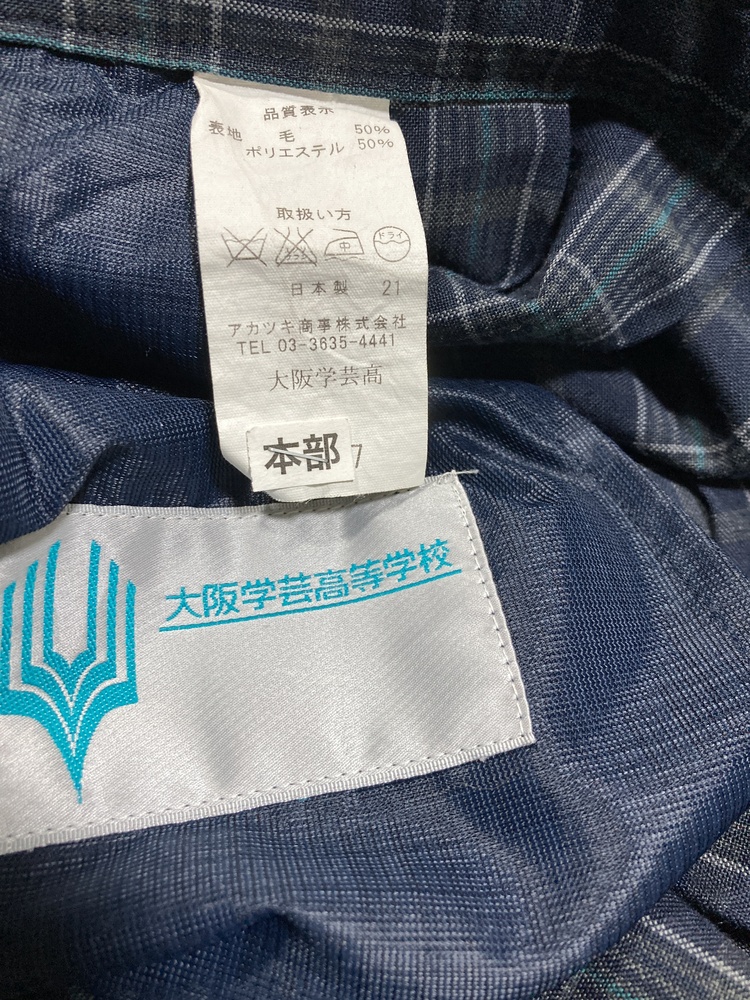 品質表示
表地 毛 50%
ポリエステル 50%
取扱い方
中
ドライ
日本製 21
アカツキ商事株式会社
TEL 03-3635-4441
大阪学芸高
本部 7
大阪学芸高等学校